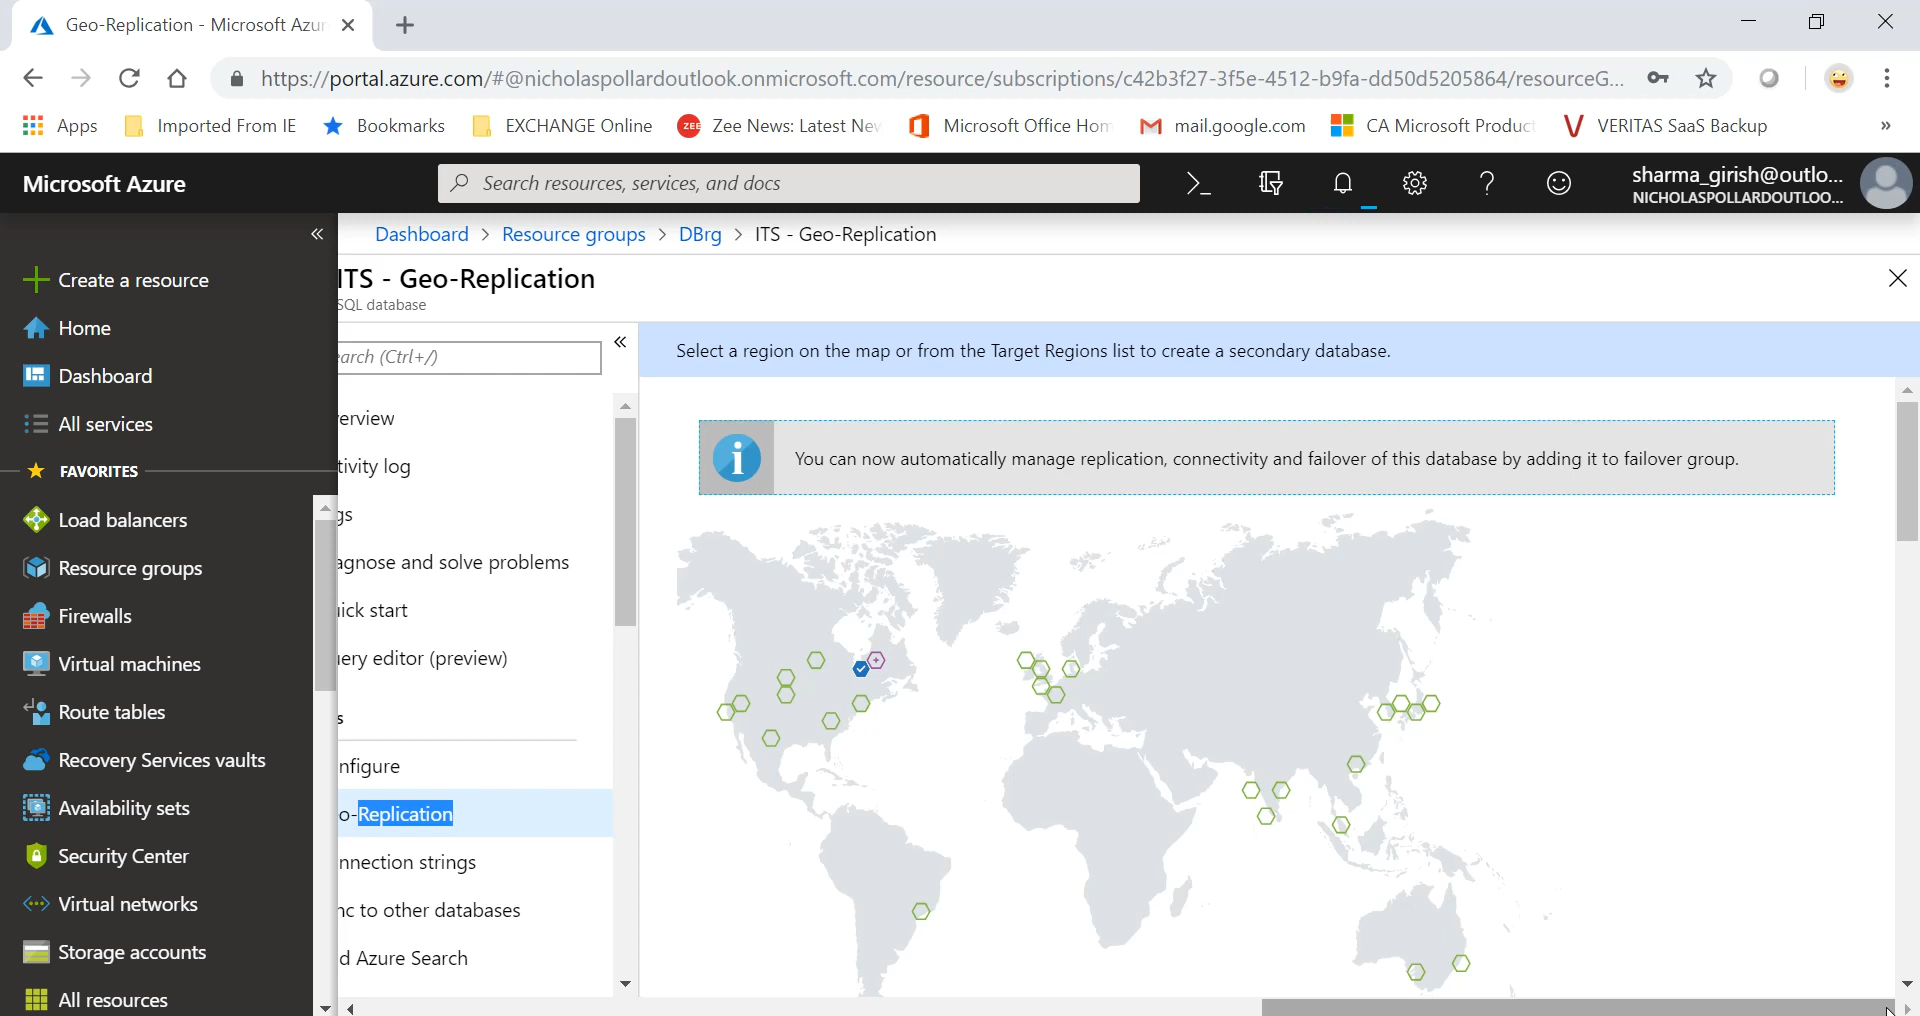 Geo-Replication - Microsoft Azur
https://portal.azure.com/#@nicholaspollardoutlook.onmicrosoft.com/resource/subscriptions/c42b3f27-3f5e-4512-b9fa-dd50d5205864/resourceG...
Apps Imported From IE Bookmarks EXCHANGE Online ZEE Zee News: Latest New Microsoft Office Hom mail.google.com CA Microsoft Product VERITAS SaaS Backup »
Microsoft Azure
Search resources, services, and docs
sharma_girish@outlo...
NICHOLASPOLLARDOUTLOO...
«
Dashboard > Resource groups > DBrg > ITS - Geo-Replication
ITS - Geo-Replication
SQL database
Create a resource
Home
Dashboard
All services
FAVORITES
Load balancers
Resource groups
Firewalls
Virtual machines
Route tables
Recovery Services vaults
Availability sets
Security Center
Virtual networks
Storage accounts
All resources
earch (Ctrl+/)
«
erview
tivity log
gs
agnose and solve problems
ick start
ery editor (preview)
s
nfigure
o-Replication
nnection strings
nc to other databases
d Azure Search
Select a region on the map or from the Target Regions list to create a secondary database.
You can now automatically manage replication, connectivity and failover of this database by adding it to failover group.